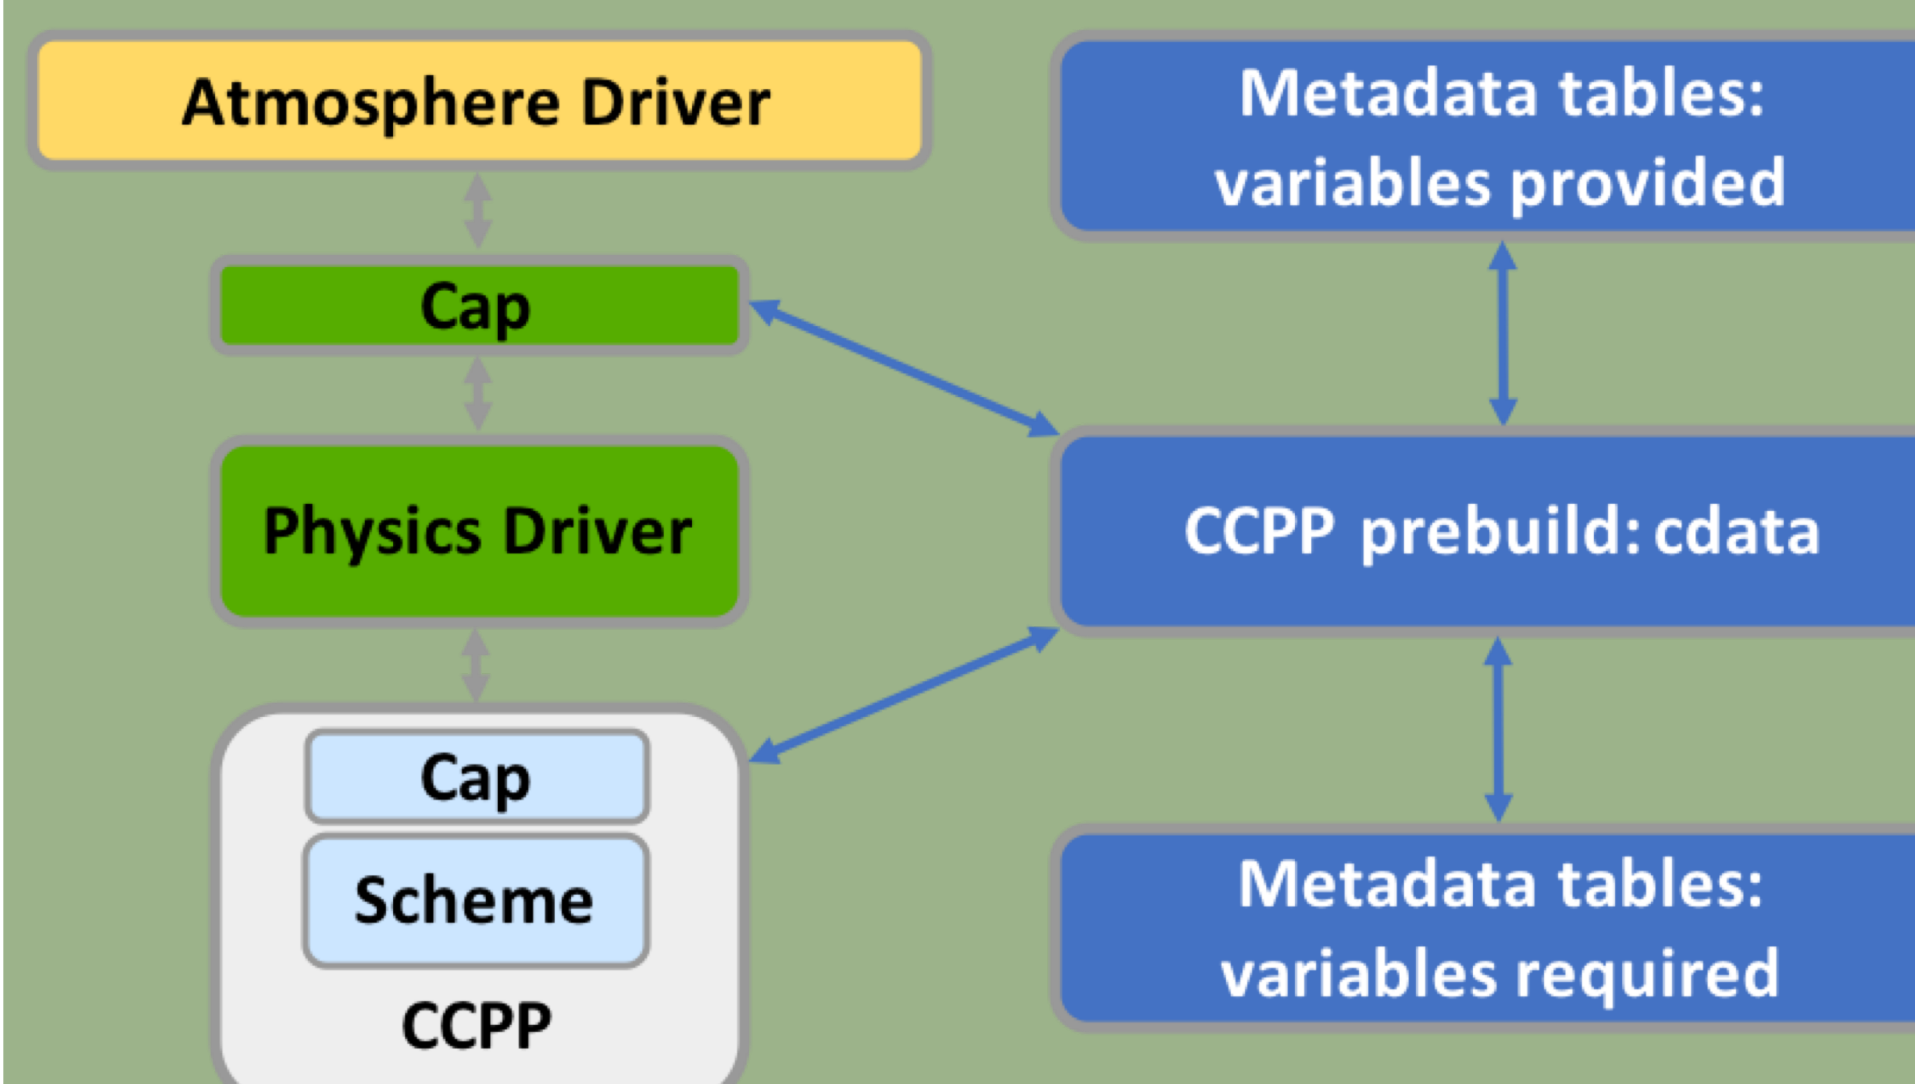 Atmosphere Driver
Cap
Physics Driver
Cap
Scheme
CCPP
Metadata tables:
variables provided
CCPP prebuild: cdata
Metadata tables:
variables required